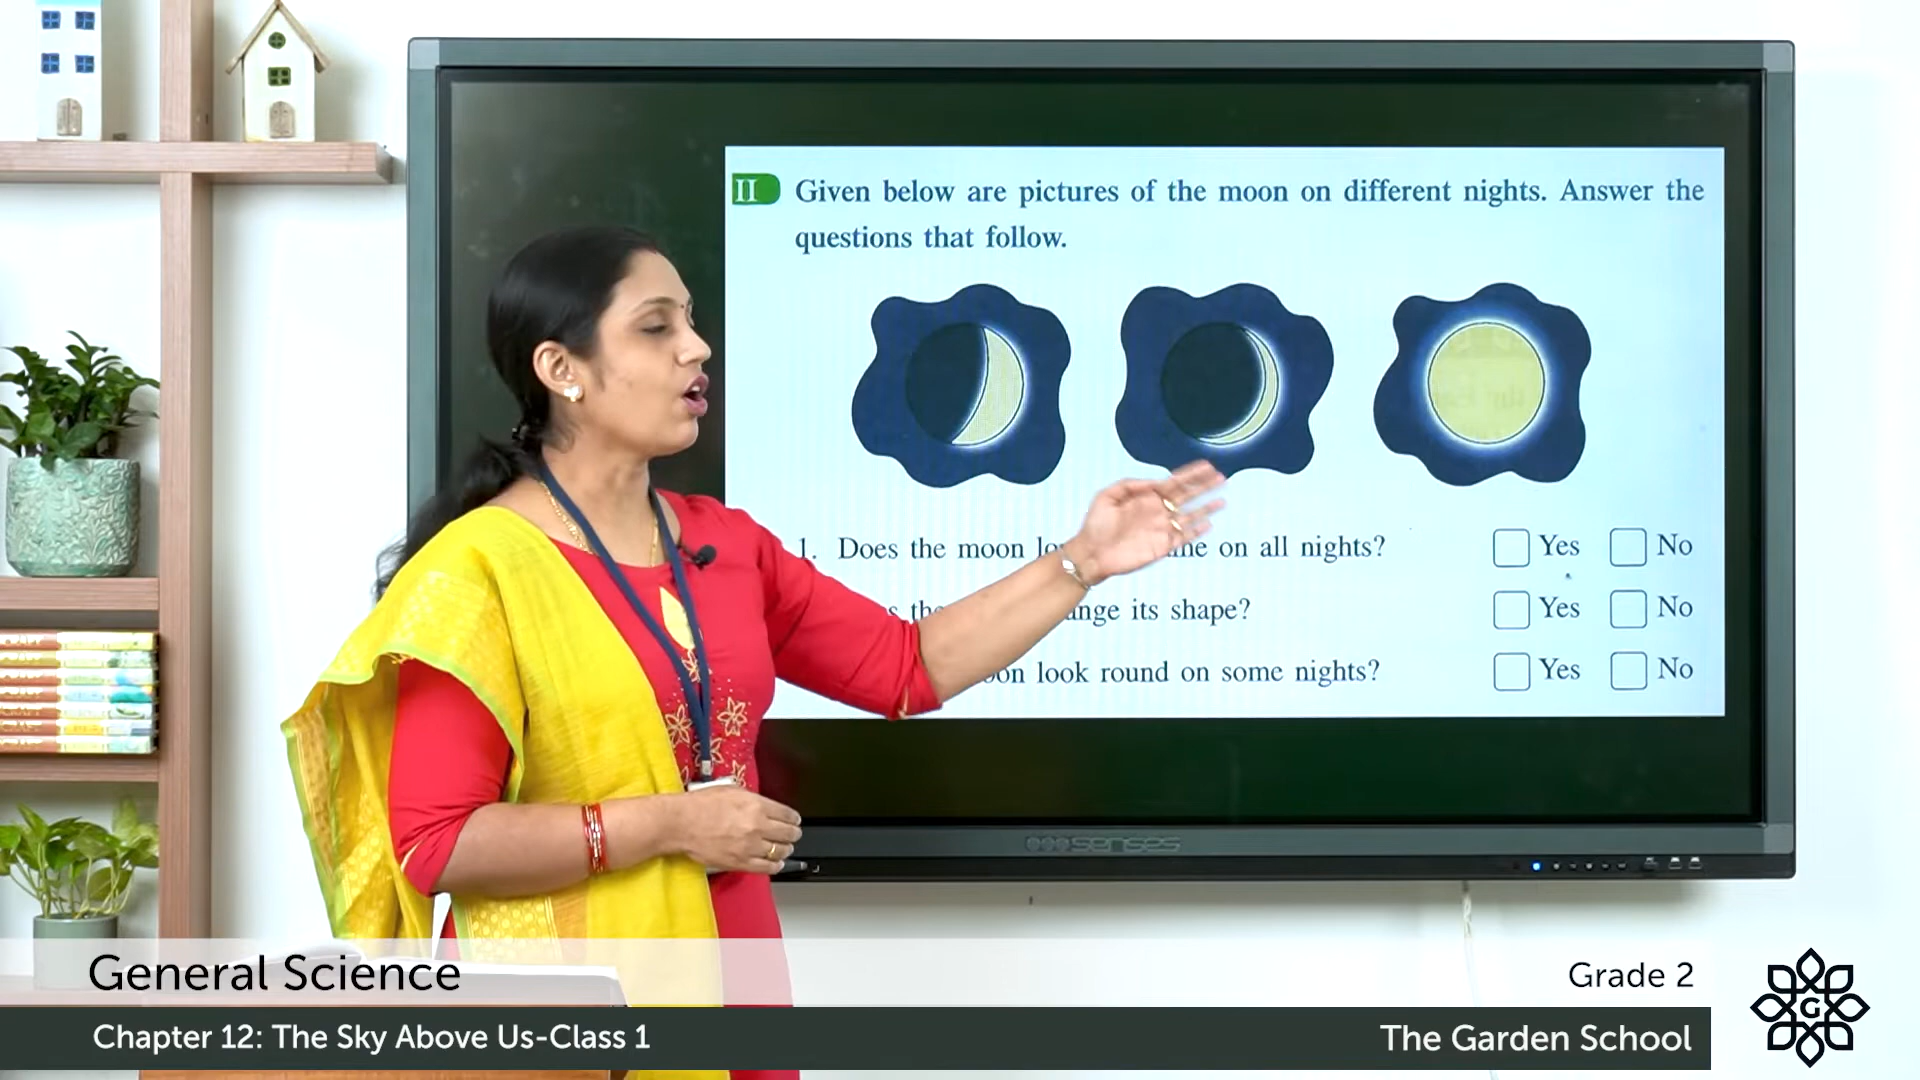 II Given below are pictures of the moon on different nights. Answer the
questions that follow.
1. Does the moon on all nights? Yes No
its shape? Yes No
look round on some nights? Yes No
senses
General Science
Grade 2
Chapter 12: The Sky Above Us-Class 1
The Garden School
G